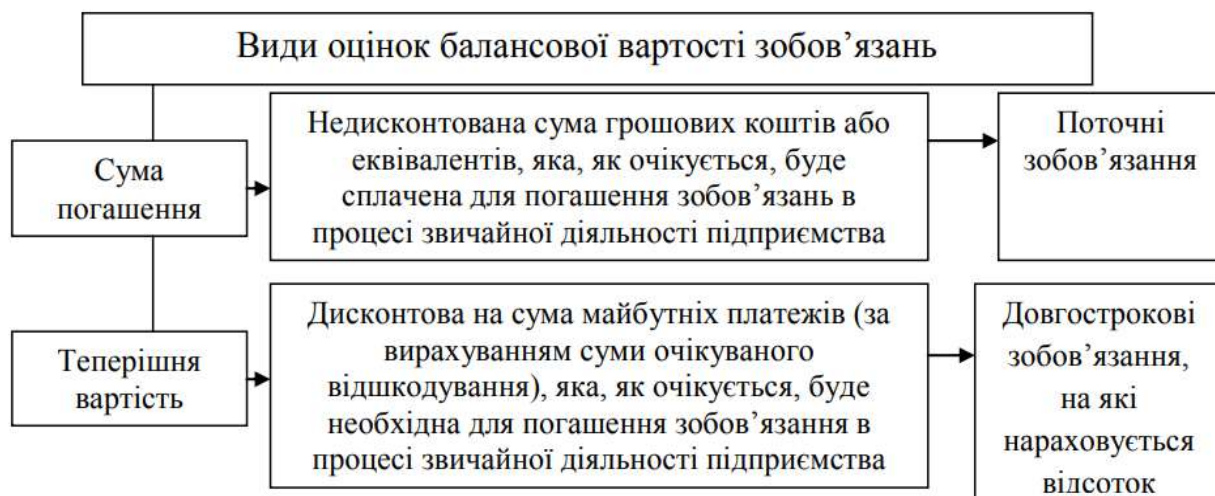 Види оцінок балансової вартості зобов’язань
Сума
погашення
Недисконтована сума грошових коштів або
еквівалентів, яка, як очікується, буде
сплачена для погашення зобов’язань в
процесі звичайної діяльності підприємства
Поточні
зобов’язання
Теперішня
вартість
Дисконтова на сума майбутніх платежів (за
вирахуванням суми очікуваного
відшкодування), яка, як очікується, буде
необхідна для погашення зобов’язання в
процесі звичайної діяльності підприємства
Довгострокові
зобов’язання,
на які
нараховується
відсоток